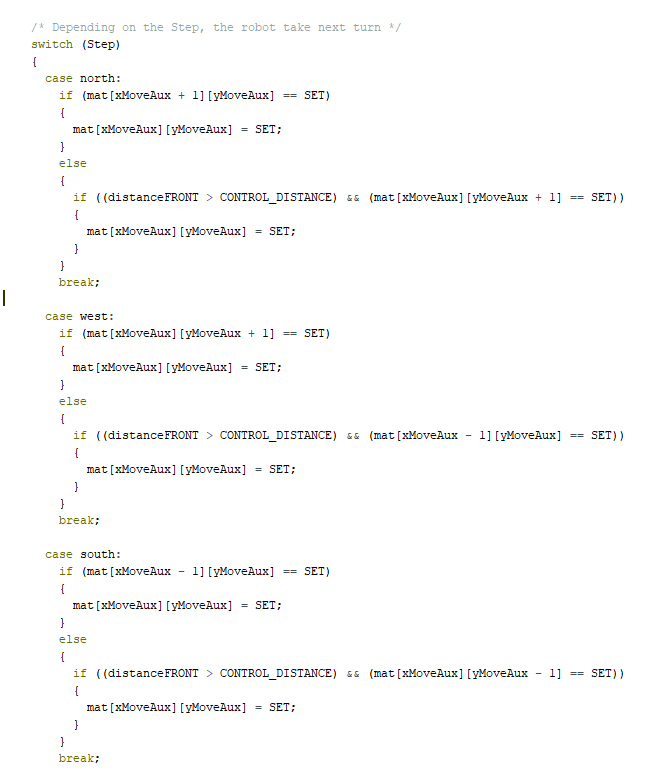 /* Depending on the Step, the robot take next turn */
switch (Step)
{
case north:
if (mat[xMoveAux + 1][yMoveAux] == SET)
{
mat[xMoveAux][yMoveAux] = SET;
}
else
{
if ((distanceFRONT > CONTROL_DISTANCE) && (mat[xMoveAux][yMoveAux + 1] == SET))
{
mat[xMoveAux][yMoveAux] = SET;
}
}
break;
case west:
if (mat[xMoveAux][yMoveAux + 1] == SET)
{
mat[xMoveAux][yMoveAux] = SET;
}
else
{
if ((distanceFRONT > CONTROL_DISTANCE) && (mat[xMoveAux - 1][yMoveAux] == SET))
{
mat[xMoveAux][yMoveAux] = SET;
}
}
break;
case south:
if (mat[xMoveAux - 1][yMoveAux] == SET)
{
mat[xMoveAux][yMoveAux] = SET;
}
else
{
if ((distanceFRONT > CONTROL_DISTANCE) && (mat[xMoveAux][yMoveAux - 1] == SET))
{
mat[xMoveAux][yMoveAux] = SET;
}
}
break;